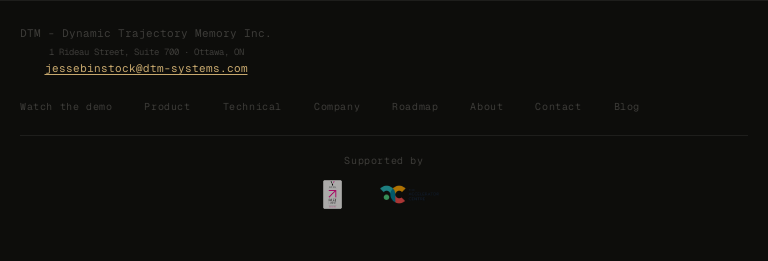 DTM - Dynamic Trajectory Memory Inc.
1 Rideau Street, Suite 700 · Ottawa, ON
jessebinstock@dtm-systems.com
Watch the demo Product Technical Company Roadmap About Contact Blog
Supported by